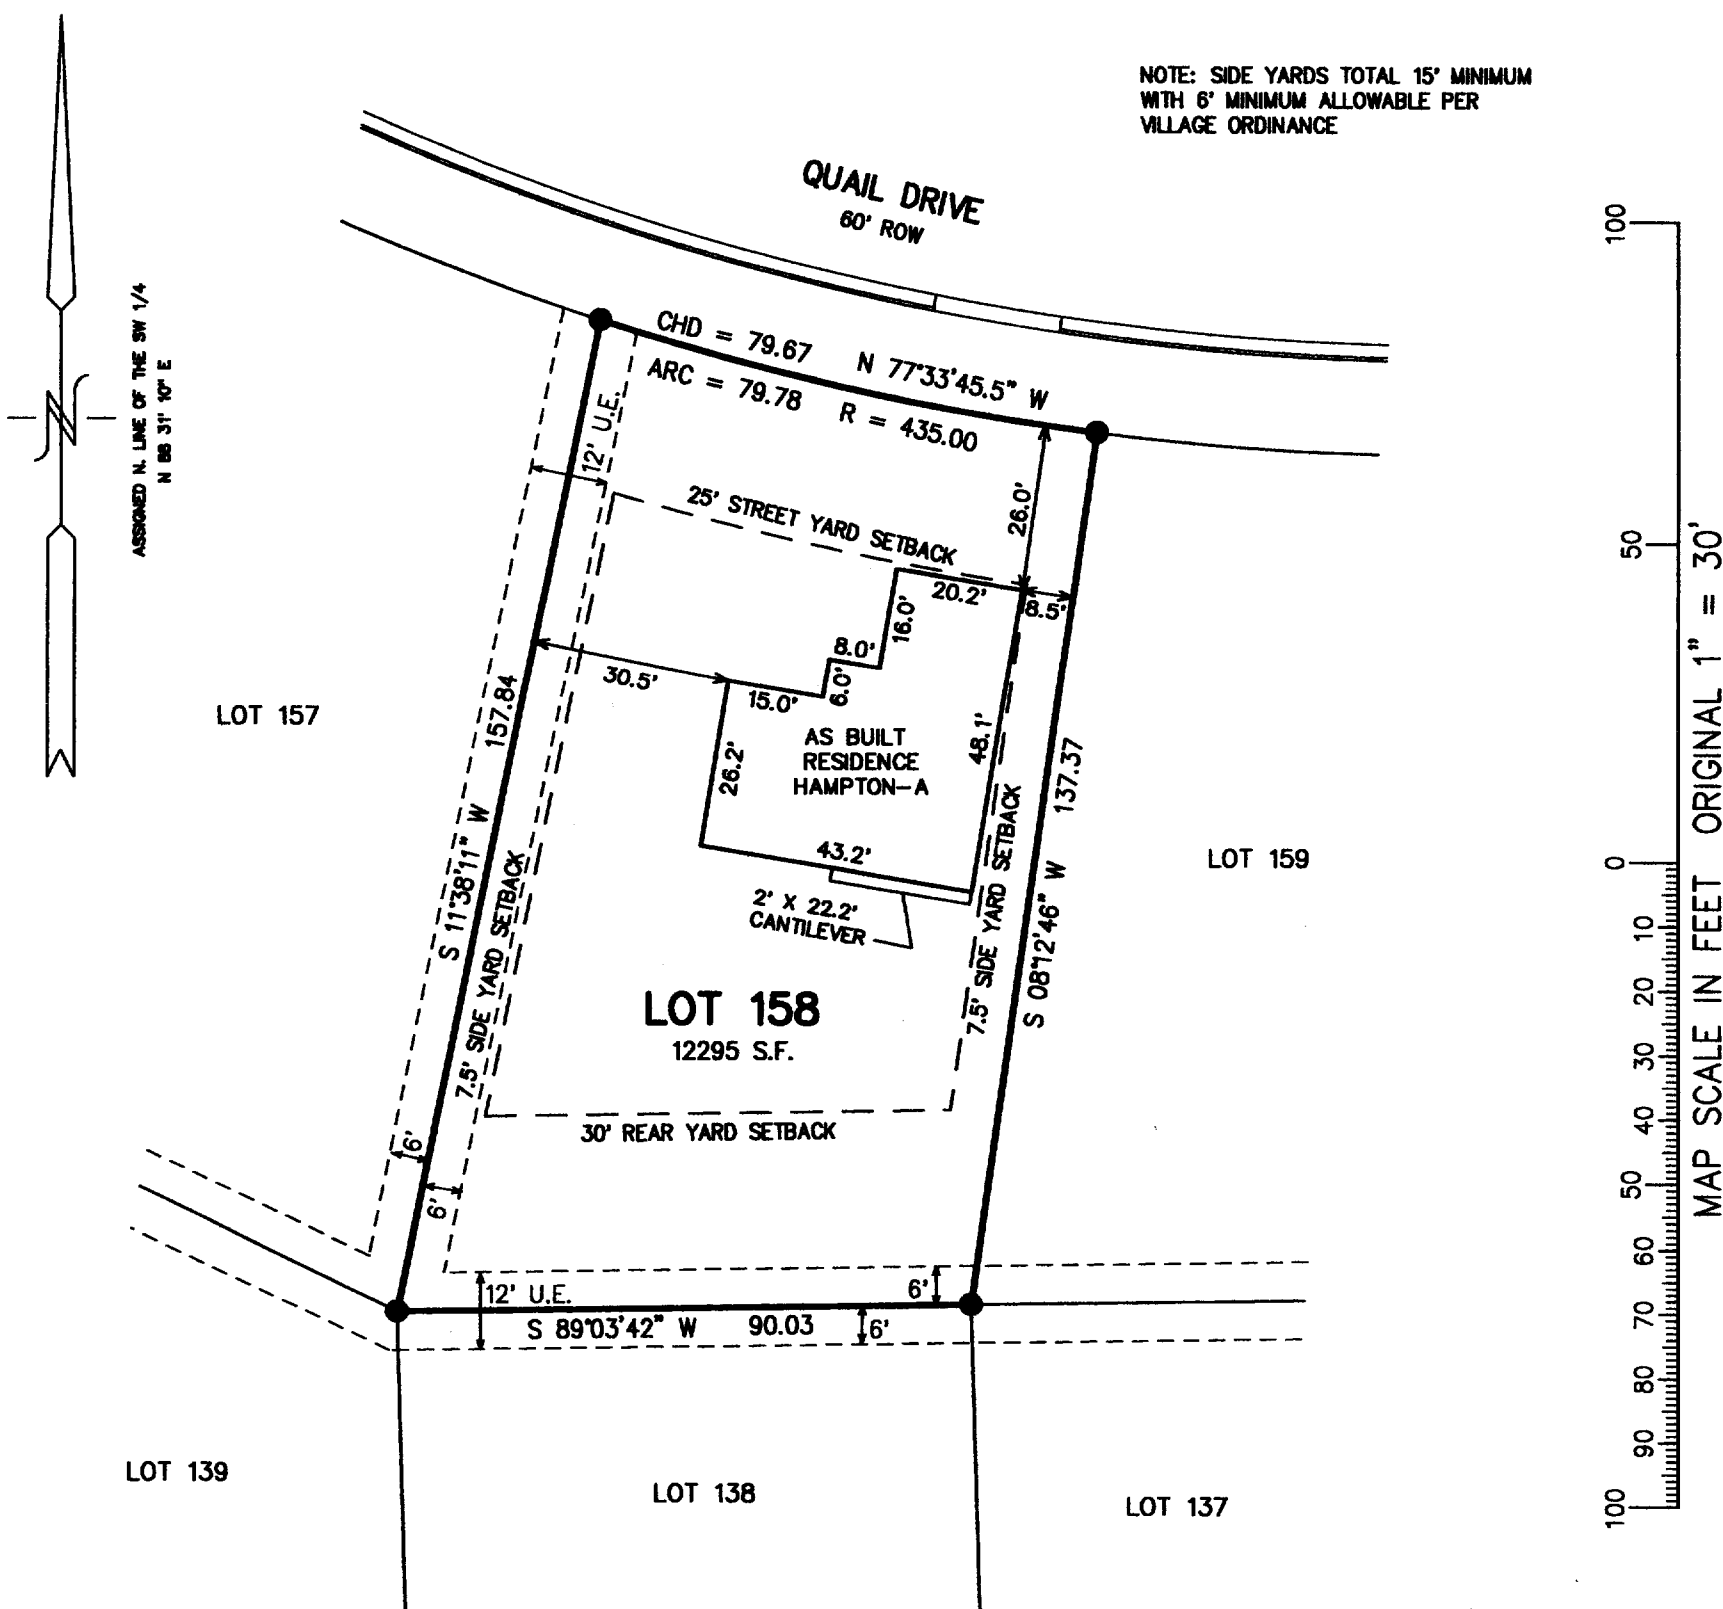 NOTE: SIDE YARDS TOTAL 15' MINIMUM
WITH 6' MINIMUM ALLOWABLE PER
VILLAGE ORDINANCE
QUAIL DRIVE
60' ROW
ASSIGNED N. LINE OF THE SW 1/4
N 88 31' 10" E
N
CHD = 79.67 N 77°33'45.5" W
ARC = 79.78 R = 435.00
12' U.E.
25' STREET YARD SETBACK
26.0'
20.2'
8.5'
16.0'
8.0'
6.0'
30.5'
15.0'
LOT 157
157.84
S 11°38'11" W
AS BUILT
RESIDENCE
HAMPTON-A
26.2'
48.1'
137.37
S 08°12'46" W
43.2'
2' X 22.2'
CANTILEVER
7.5' SIDE YARD SETBACK
7.5' SIDE YARD SETBACK
LOT 159
LOT 158
12295 S.F.
30' REAR YARD SETBACK
6'
6'
12' U.E.
6'
S 89°03'42" W 90.03
6'
LOT 139
LOT 138
LOT 137
100
50
0
10
20
30
40
50
60
70
80
90
100
MAP SCALE IN FEET ORIGINAL 1" = 30'